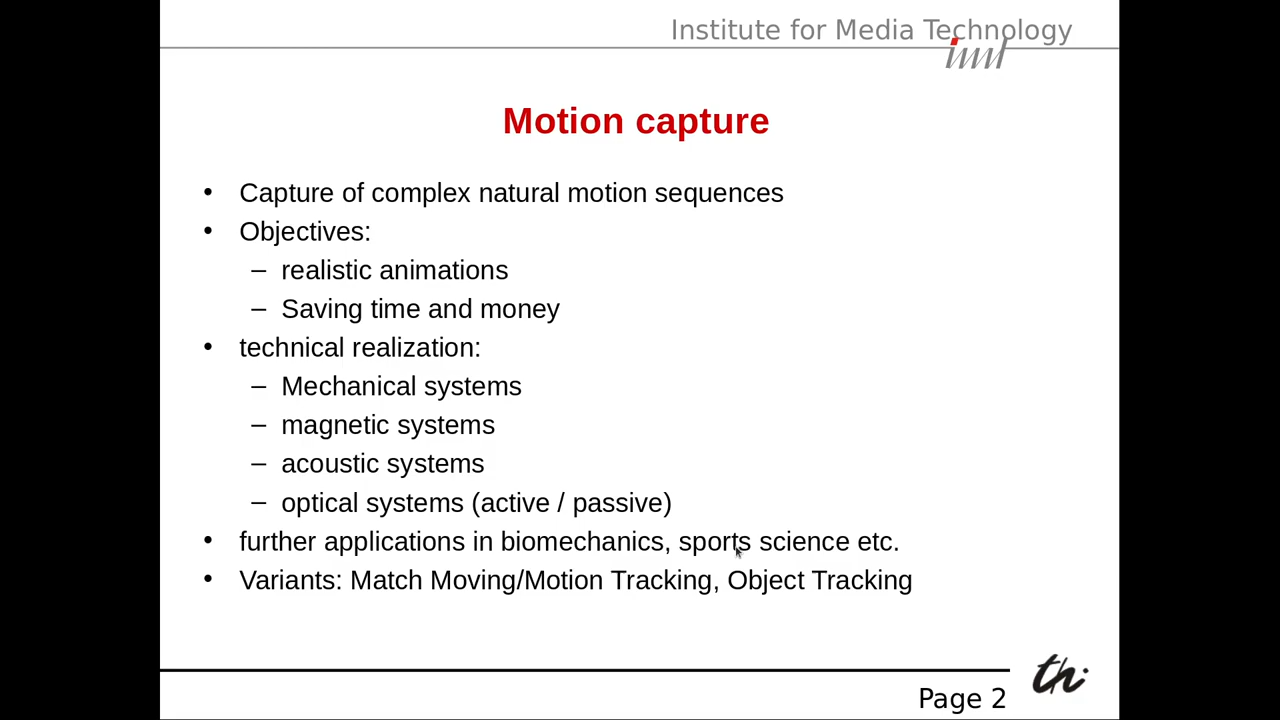 Institute for Media Technology
imt
Motion capture
• Capture of complex natural motion sequences
• Objectives:
– realistic animations
– Saving time and money
• technical realization:
– Mechanical systems
– magnetic systems
– acoustic systems
– optical systems (active / passive)
• further applications in biomechanics, sports science etc.
• Variants: Match Moving/Motion Tracking, Object Tracking
th
Page 2